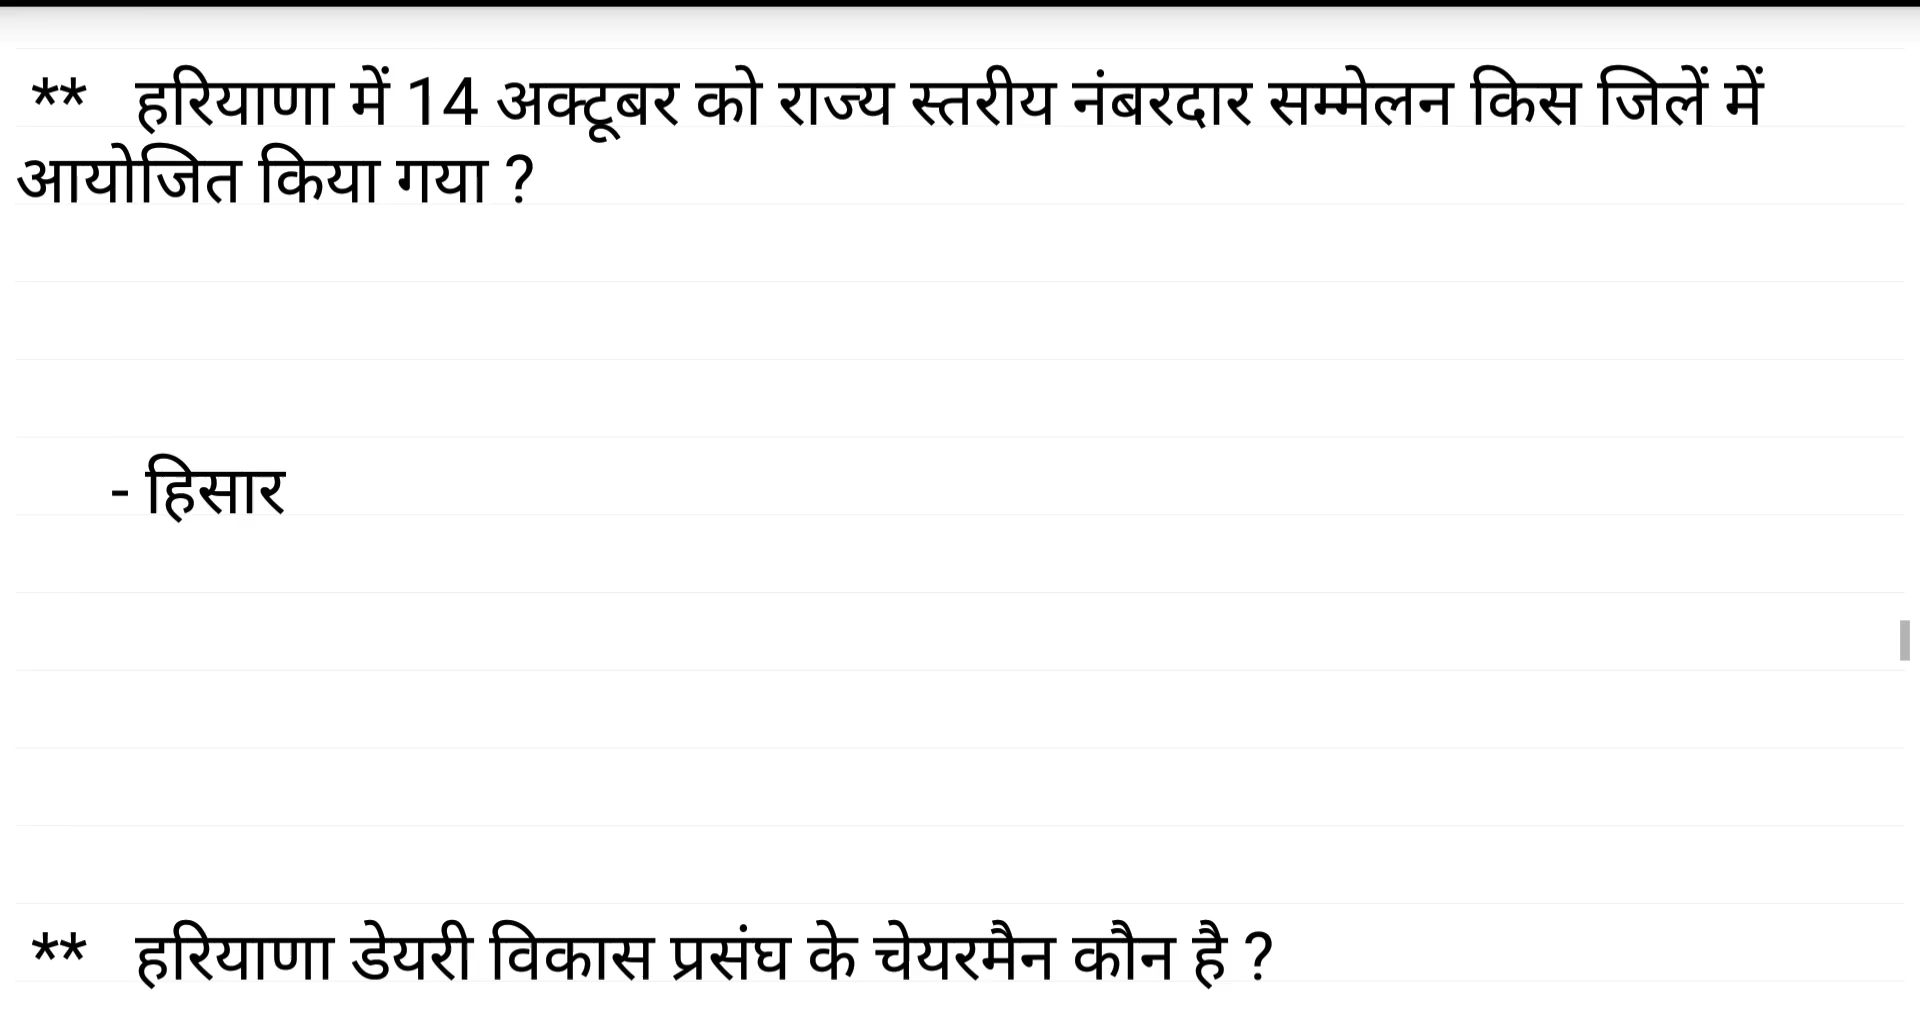 ** हरियाणा में 14 अक्टूबर को राज्य स्तरीय नंबरदार सम्मेलन किस जिलें में
आयोजित किया गया ?
- हिसार
** हरियाणा डेयरी विकास प्रसंघ के चेयरमैन कौन है ?